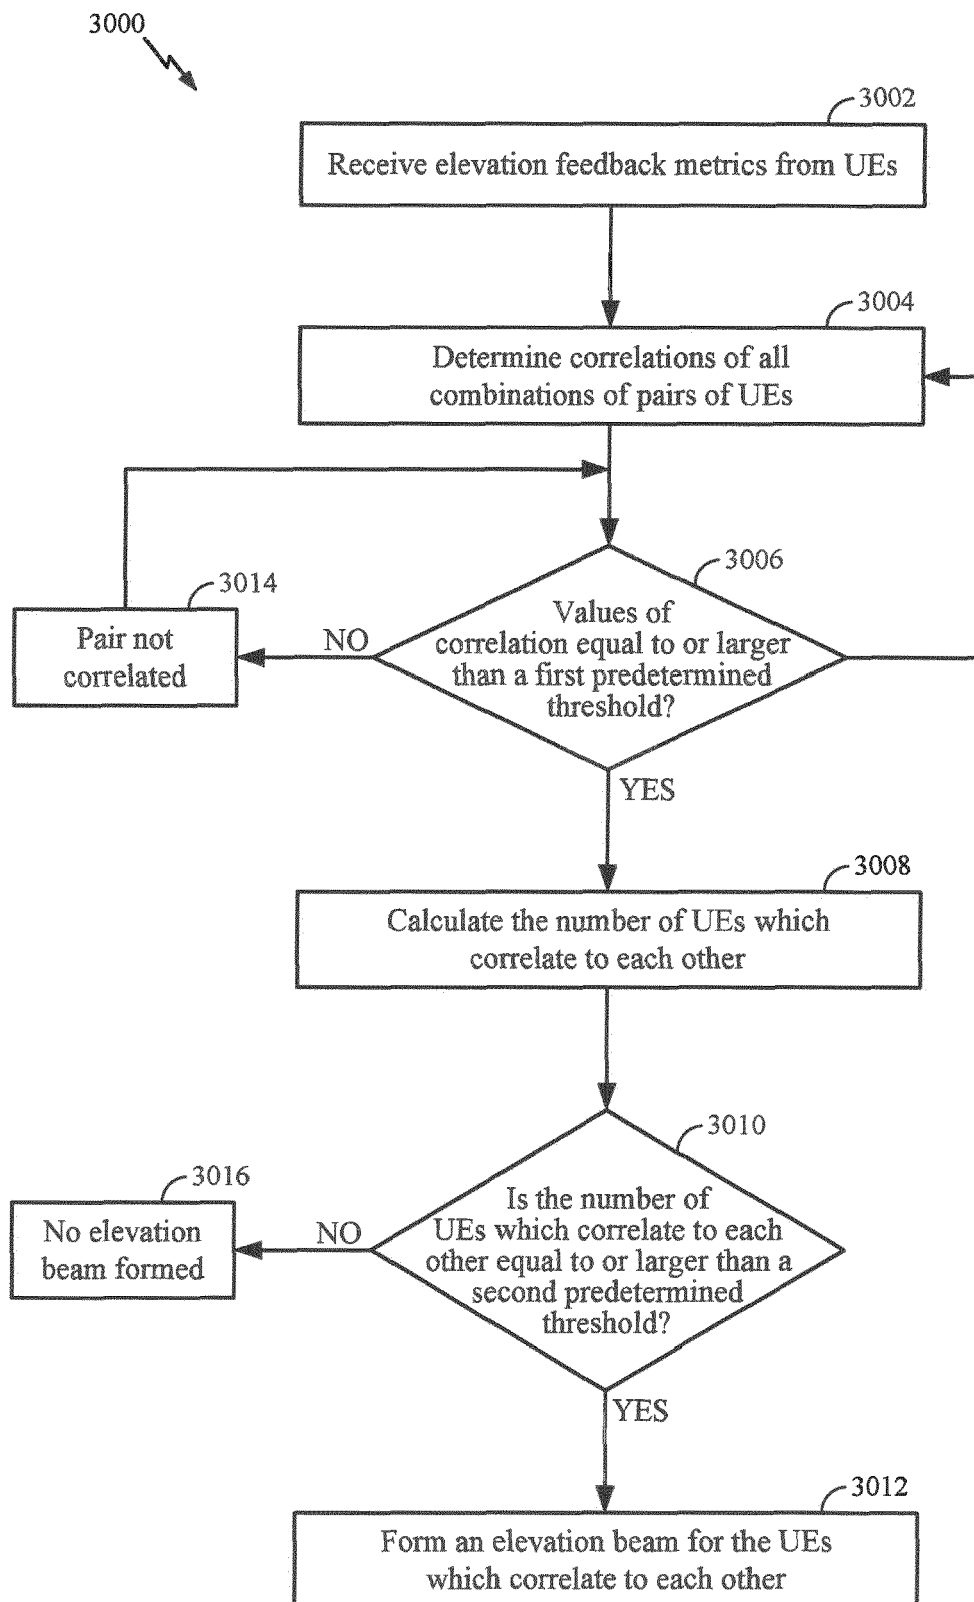 3000
3002
Receive elevation feedback metrics from UEs
3004
Determine correlations of all
combinations of pairs of UEs
3006
Values of
correlation equal to or larger
than a first predetermined
threshold?
NO
3014
Pair not
correlated
YES
3008
Calculate the number of UEs which
correlate to each other
3010
Is the number of
UEs which correlate to each
other equal to or larger than a
second predetermined
threshold?
NO
3016
No elevation
beam formed
YES
3012
Form an elevation beam for the UEs
which correlate to each other